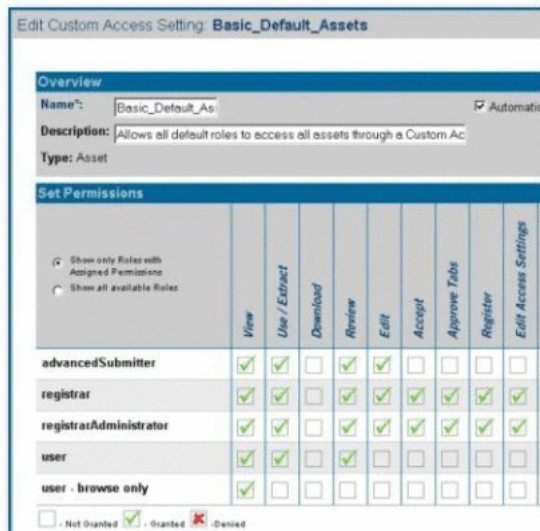 Edit Custom Access Setting: Basic_Default_Assets
Overview
Name*: Basic_Default_As: Automatic
Description: Allows all default roles to access all assets through a Custom Ac
Type: Asset
Set Permissions
Show only Roles with
Assigned Permissions
Show all available Roles
View
Use / Extract
Download
Review
Edit
Accept
Approve Tabs
Register
Edit Access Settings
advancedSubmitter
registrar
registrarAdministrator
user
user - browse only
- Not Granted - Granted - Denied